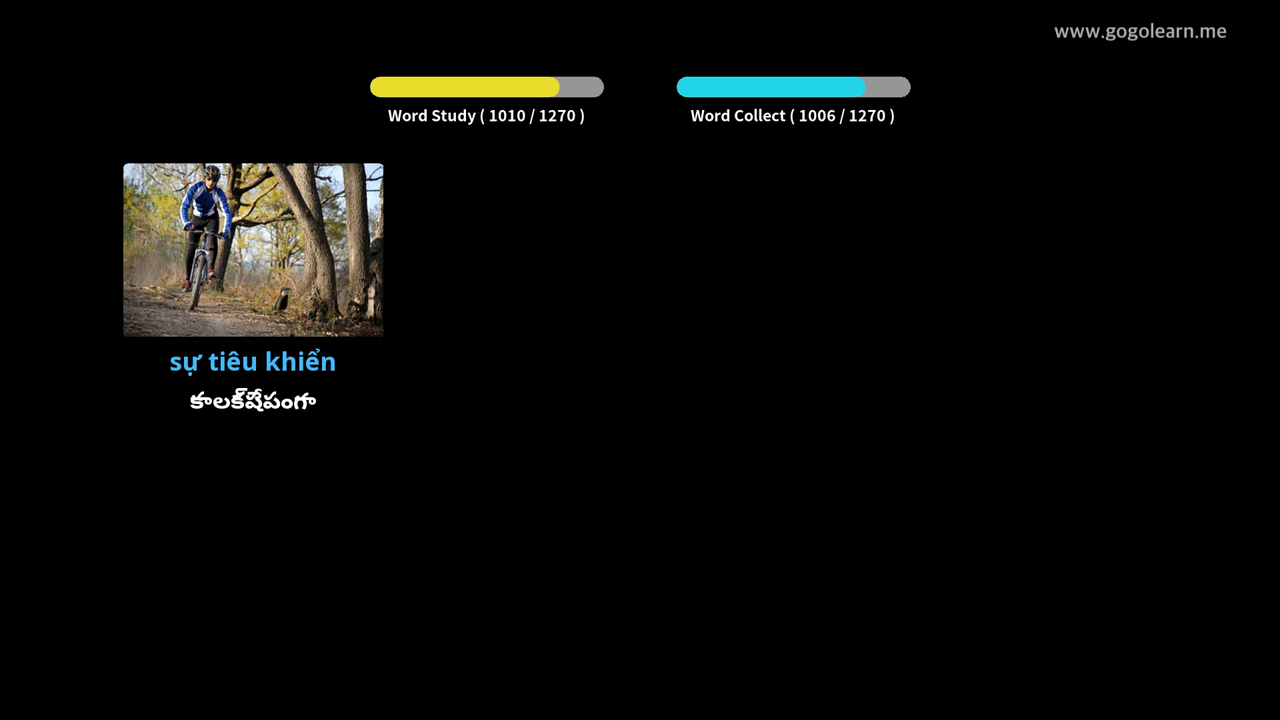 www.gogolearn.me
Word Study ( 1010 / 1270 )
Word Collect ( 1006 / 1270 )
sự tiêu khiển
కాలక్షేపంగా